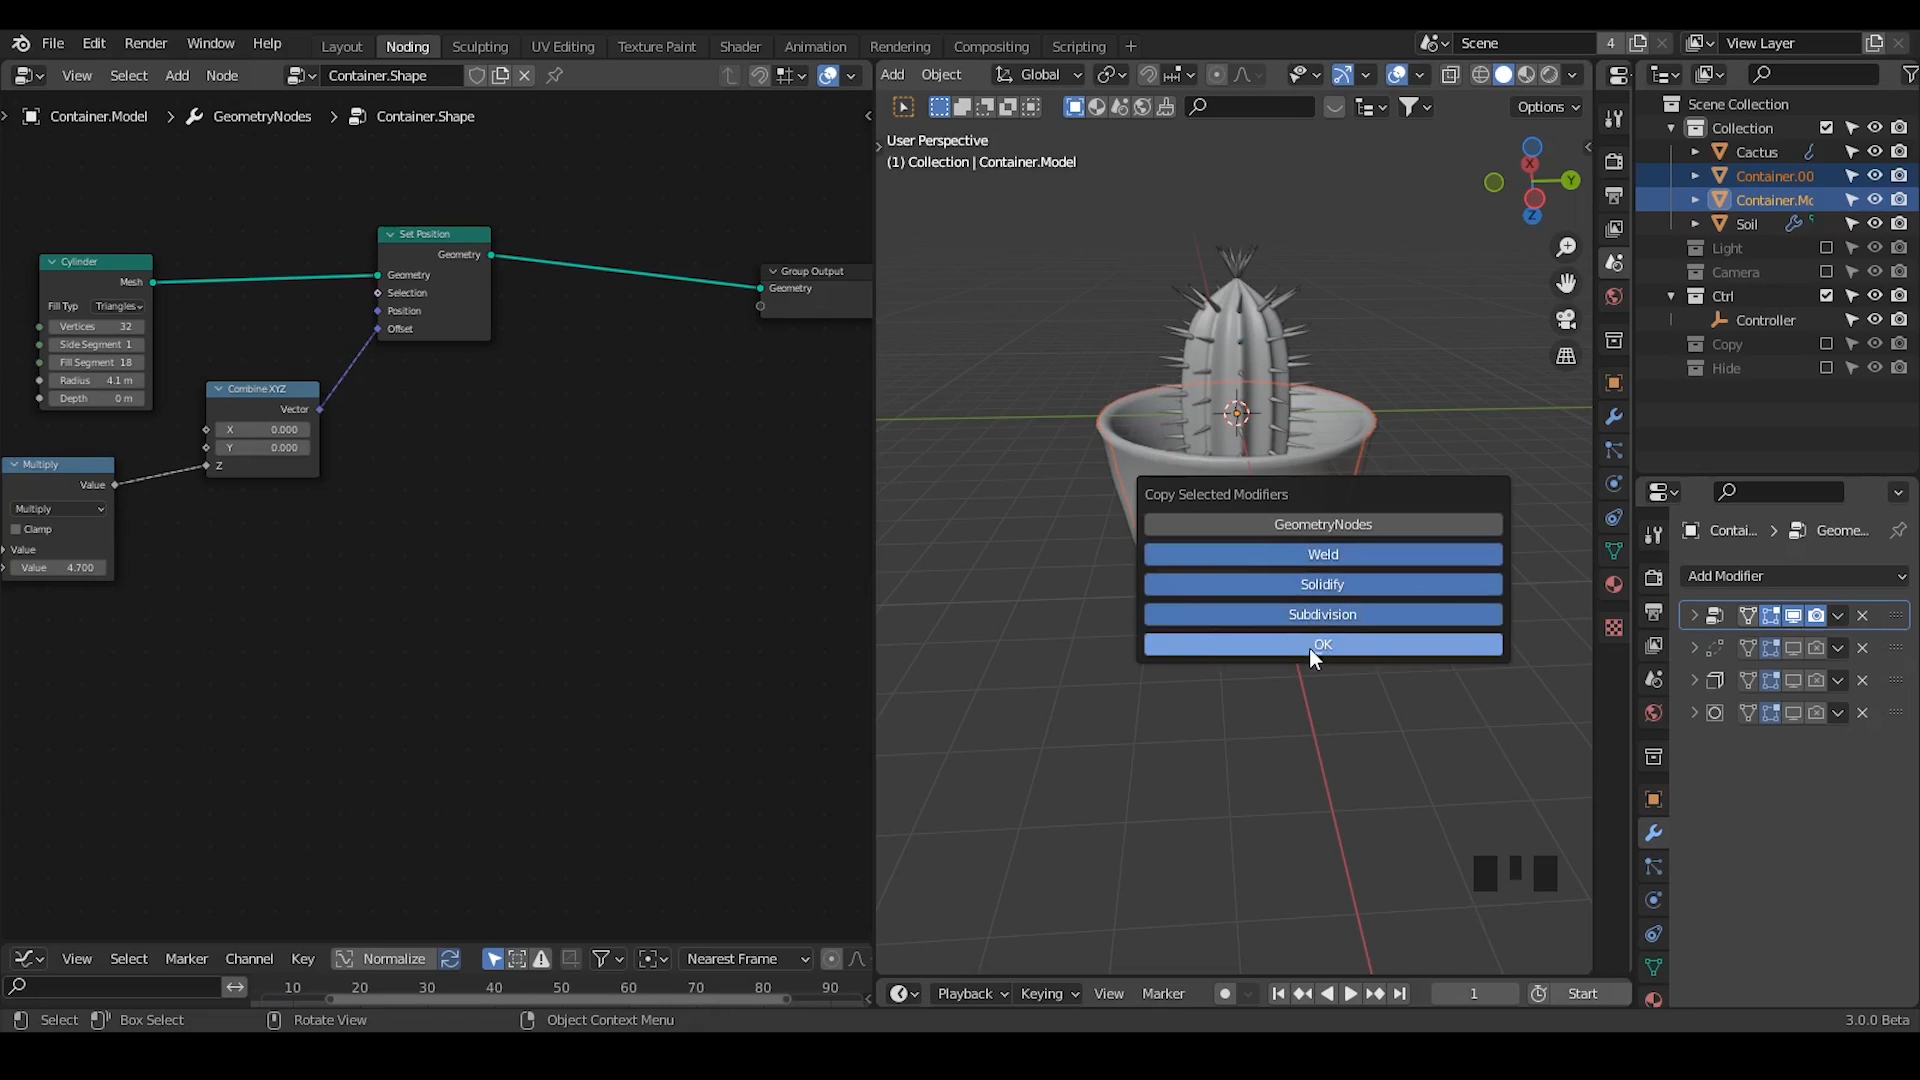 File Edit Render Window Help Layout Noding Sculpting UV Editing Texture Paint Shader Animation Rendering Compositing Scripting + Scene 4 View Layer
View Select Add Node Container.Shape
Add Object Global
Options
Container.Model > GeometryNodes > Container.Shape
User Perspective
(1) Collection | Container.Model
X
Y
Z
Scene Collection
Collection
Cactus
Container.00
Container.Mc
Soil
Light
Camera
Ctrl
Controller
Copy
Hide
Set Position
Geometry
Geometry
Selection
Position
Offset
Cylinder
Mesh
Fill Typ Triangles
Vertices 32
Side Segment 1
Fill Segment 18
Radius 4.1 m
Depth 0 m
Group Output
Geometry
Combine XYZ
Vector
X 0.000
Y 0.000
Z
Multiply
Value
Multiply
Clamp
Value
Value 4.700
Copy Selected Modifiers
GeometryNodes
Weld
Solidify
Subdivision
OK
Contai... > Geome...
Add Modifier
View Select Marker Channel Key Normalize Nearest Frame
10 20 30 40 50 60 70 80 90
Playback Keying View Marker 1 Start
Select Box Select Rotate View Object Context Menu 3.0.0 Beta